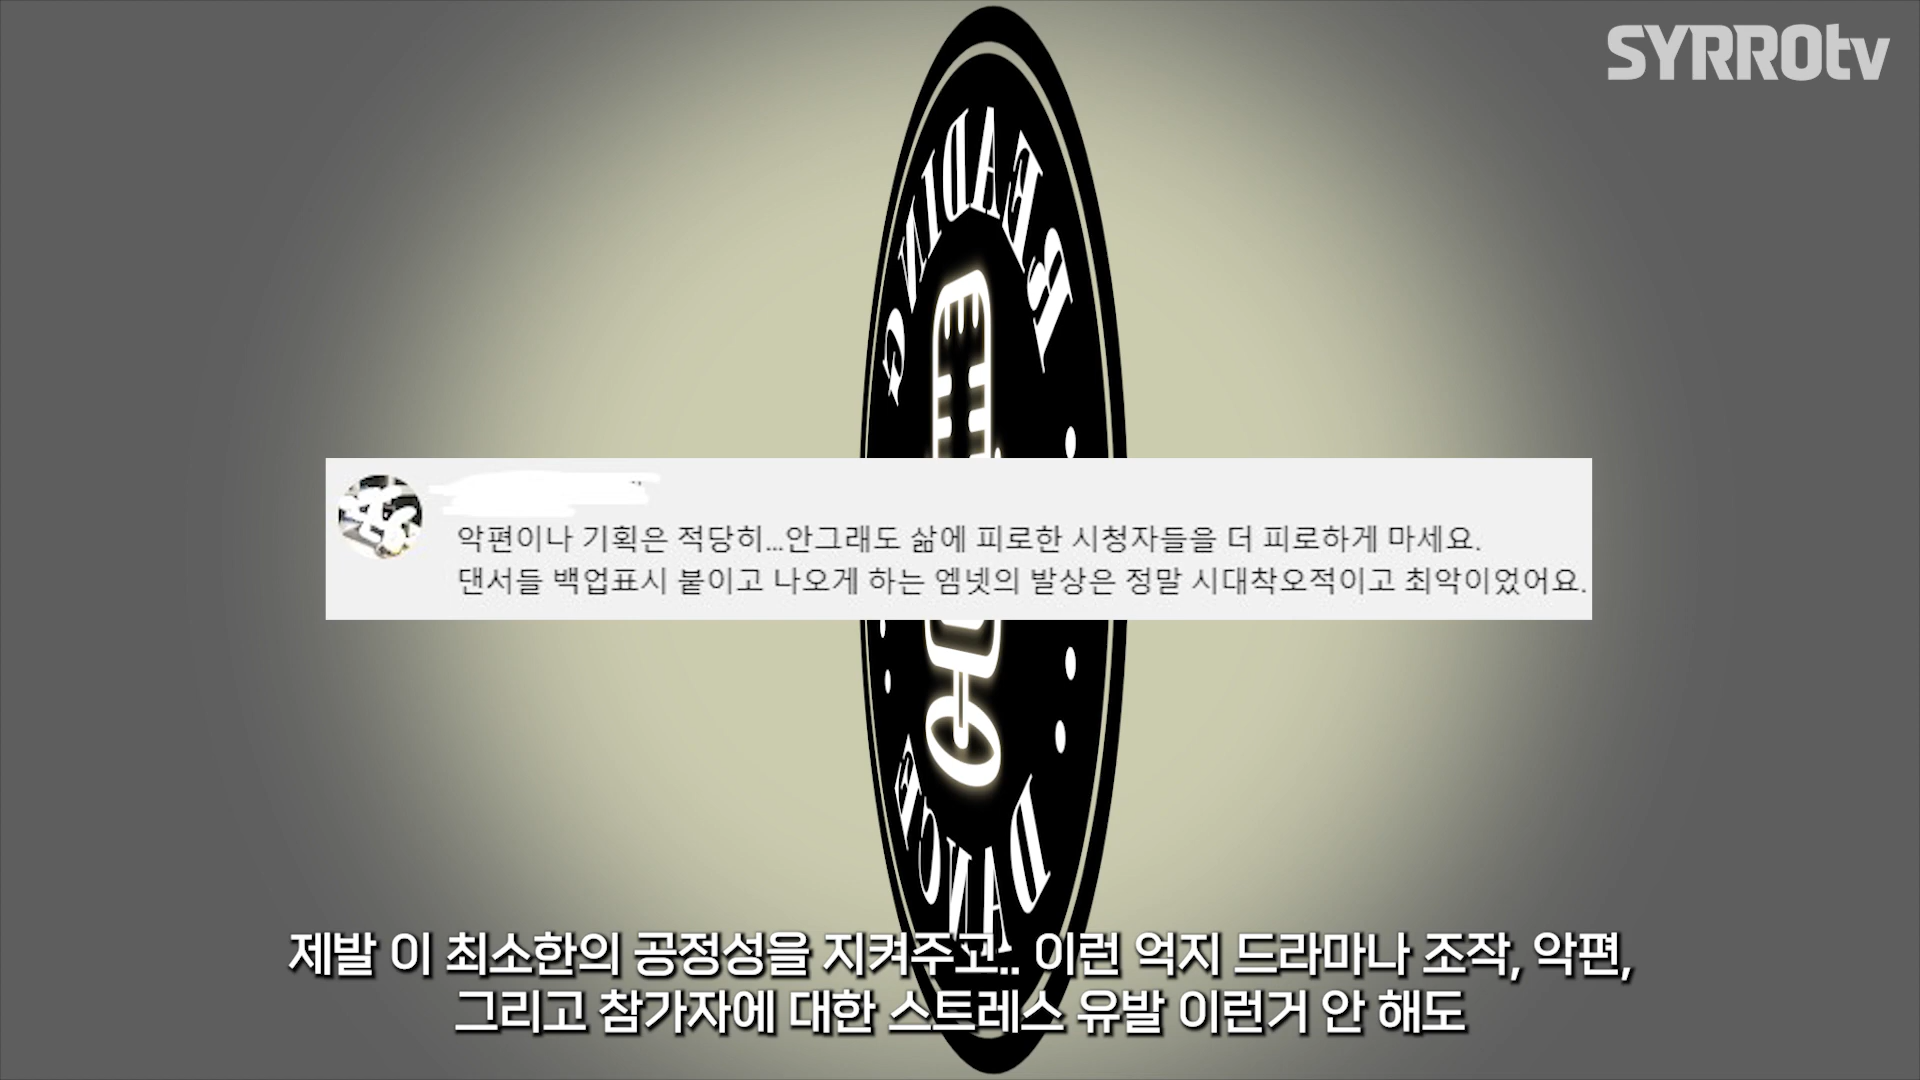 SYRROtv
READING
악편이나 기획은 적당히...안그래도 삶에 피로한 시청자들을 더 피로하게 마세요.
댄서들 백업표시 붙이고 나오게 하는 엠넷의 발상은 정말 시대착오적이고 최악이었어요.
DANCE
제발 이 최소한의 공정성을 지켜주고.. 이런 억지 드라마나 조작, 악편,
그리고 참가자에 대한 스트레스 유발 이런거 안 해도